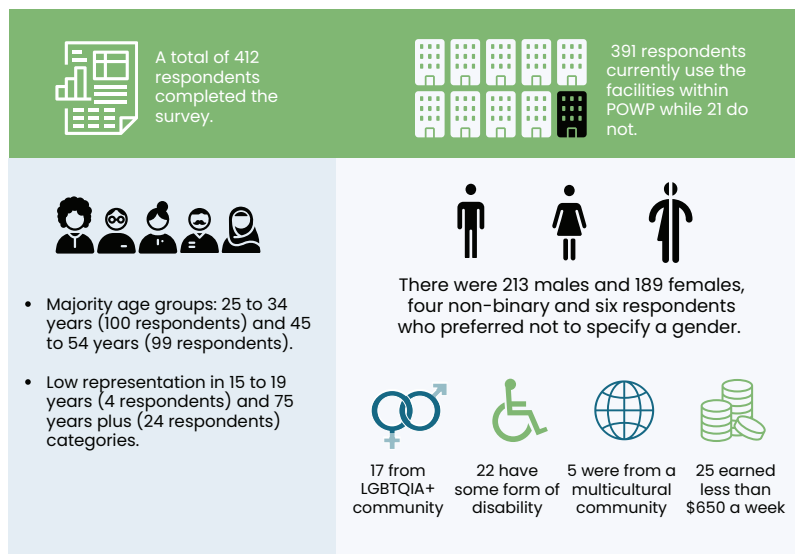 A total of 412
respondents
completed the
survey.
391 respondents
currently use the
facilities within
POWP while 21 do
not.
• Majority age groups: 25 to 34
years (100 respondents) and 45
to 54 years (99 respondents).
• Low representation in 15 to 19
years (4 respondents) and 75
years plus (24 respondents)
categories.
There were 213 males and 189 females,
four non-binary and six respondents
who preferred not to specify a gender.
17 from
LGBTQIA+
community
22 have
some form of
disability
5 were from a
multicultural
community
25 earned
less than
$650 a week